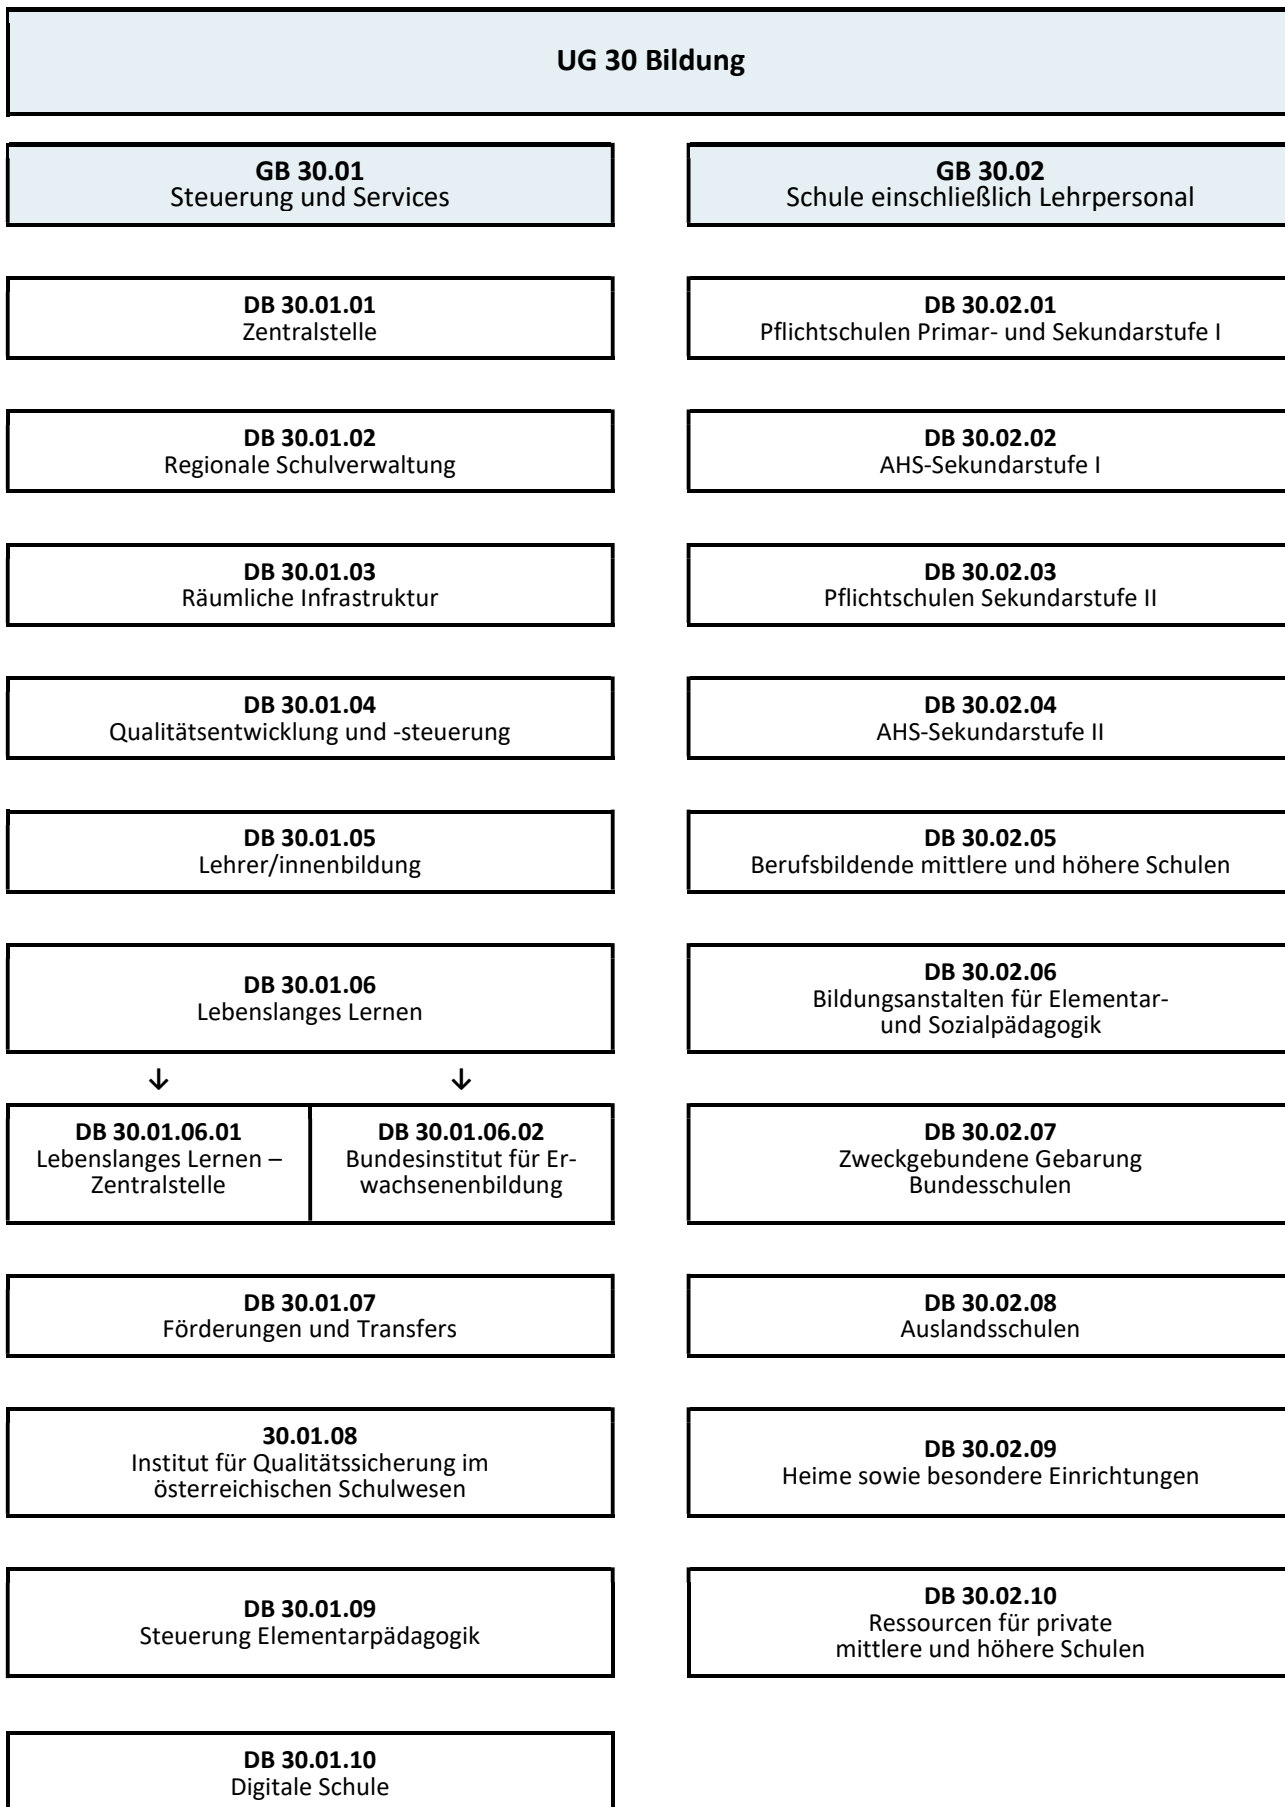 UG 30 Bildung
GB 30.01
Steuerung und Services
GB 30.02
Schule einschließlich Lehrpersonal
DB 30.01.01
Zentralstelle
DB 30.02.01
Pflichtschulen Primar- und Sekundarstufe I
DB 30.01.02
Regionale Schulverwaltung
DB 30.02.02
AHS-Sekundarstufe I
DB 30.01.03
Räumliche Infrastruktur
DB 30.02.03
Pflichtschulen Sekundarstufe II
DB 30.01.04
Qualitätsentwicklung und -steuerung
DB 30.02.04
AHS-Sekundarstufe II
DB 30.01.05
Lehrer/innenbildung
DB 30.02.05
Berufsbildende mittlere und höhere Schulen
DB 30.01.06
Lebenslanges Lernen
DB 30.02.06
Bildungsanstalten für Elementar-
und Sozialpädagogik
↓ ↓
DB 30.01.06.01
Lebenslanges Lernen –
Zentralstelle
DB 30.01.06.02
Bundesinstitut für Er-
wachsenenbildung
DB 30.02.07
Zweckgebundene Gebarung
Bundesschulen
DB 30.01.07
Förderungen und Transfers
DB 30.02.08
Auslandsschulen
30.01.08
Institut für Qualitätssicherung im
österreichischen Schulwesen
DB 30.02.09
Heime sowie besondere Einrichtungen
DB 30.01.09
Steuerung Elementarpädagogik
DB 30.02.10
Ressourcen für private
mittlere und höhere Schulen
DB 30.01.10
Digitale Schule